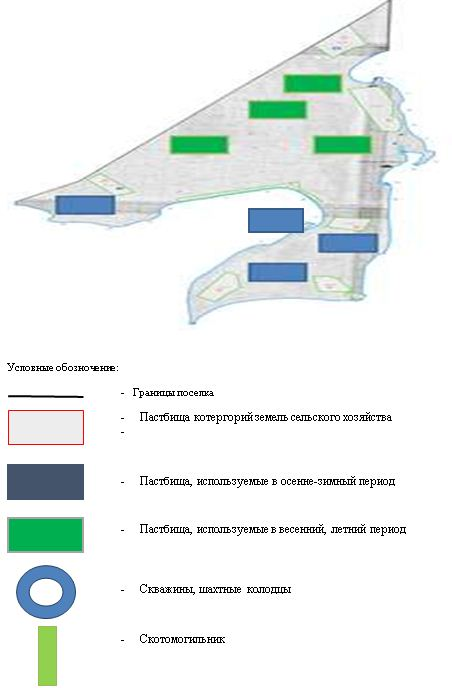 Условные обозначение:
- Границы поселка
- Пастбища котергорий земель сельского хозяйства
-
- Пастбища, используемые в осенне-зимный период
- Пастбища, используемые в весенний, летний период
- Скважины, шахтные колодцы
- Скотомогильник